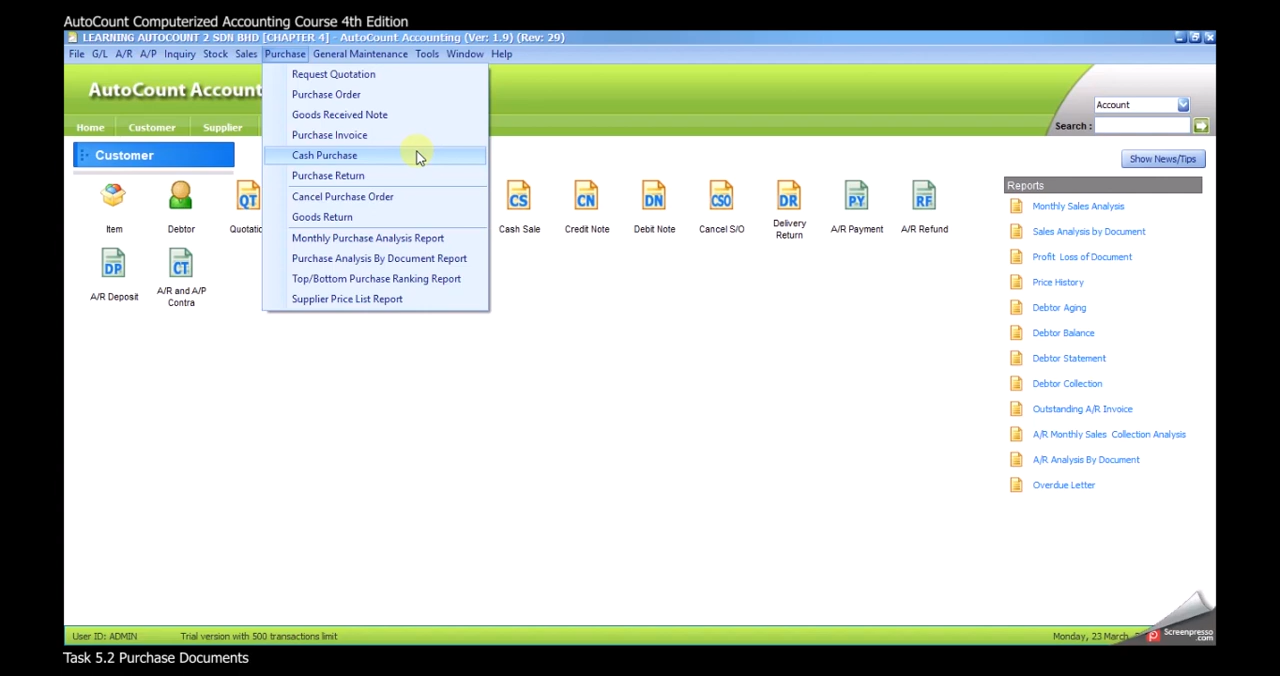 AutoCount Computerized Accounting Course 4th Edition
LEARNING AUTOCOUNT 2 SDN BHD [CHAPTER 4] - AutoCount Accounting (Ver: 1.9) (Rev: 29)
File G/L A/R A/P Inquiry Stock Sales Purchase General Maintenance Tools Window Help
AutoCount Account
Account
Search :
Home Customer Supplier
Request Quotation
Purchase Order
Goods Received Note
Purchase Invoice
Cash Purchase
Purchase Return
Cancel Purchase Order
Goods Return
Monthly Purchase Analysis Report
Purchase Analysis By Document Report
Top/Bottom Purchase Ranking Report
Supplier Price List Report
Customer
Show News/Tips
QT CS CN DN CSO DR PY RF
Item Debtor Quotatio Cash Sale Credit Note Debit Note Cancel S/O Delivery Return A/R Payment A/R Refund
DP CT
A/R Deposit A/R and A/P Contra
Reports
Monthly Sales Analysis
Sales Analysis by Document
Profit Loss of Document
Price History
Debtor Aging
Debtor Balance
Debtor Statement
Debtor Collection
Outstanding A/R Invoice
A/R Monthly Sales Collection Analysis
A/R Analysis By Document
Overdue Letter
User ID: ADMIN Trial version with 500 transactions limit Monday, 23 March,
Screenpresso
.com
Task 5.2 Purchase Documents